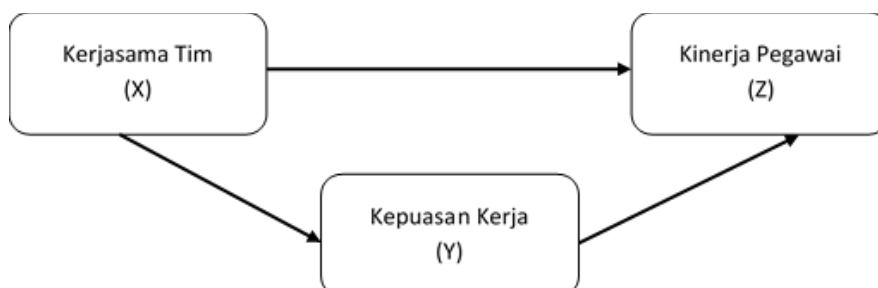 Kerjasama Tim
(X)
Kinerja Pegawai
(Z)
Kepuasan Kerja
(Y)